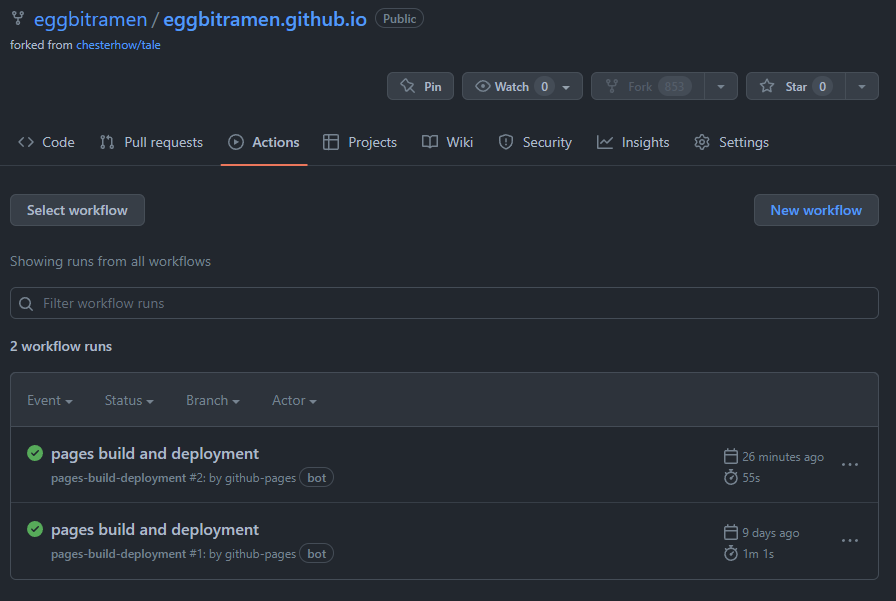 eggbitramen / eggbitramen.github.io Public
forked from chesterhow/tale
Pin Watch 0 Fork 853 Star 0
Code Pull requests Actions Projects Wiki Security Insights Settings
Select workflow New workflow
Showing runs from all workflows
Filter workflow runs
2 workflow runs
Event Status Branch Actor
pages build and deployment
26 minutes ago
pages-build-deployment #2: by github-pages bot
55s
pages build and deployment
9 days ago
pages-build-deployment #1: by github-pages bot
1m 1s